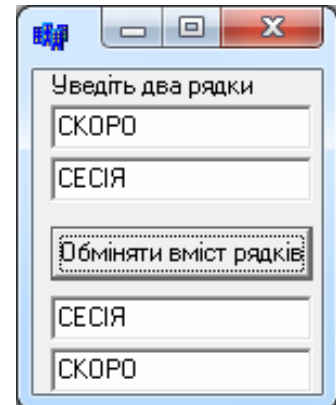 Уведіть два рядки
СКОРО
СЕСІЯ
Обміняти вміст рядків
СЕСІЯ
СКОРО